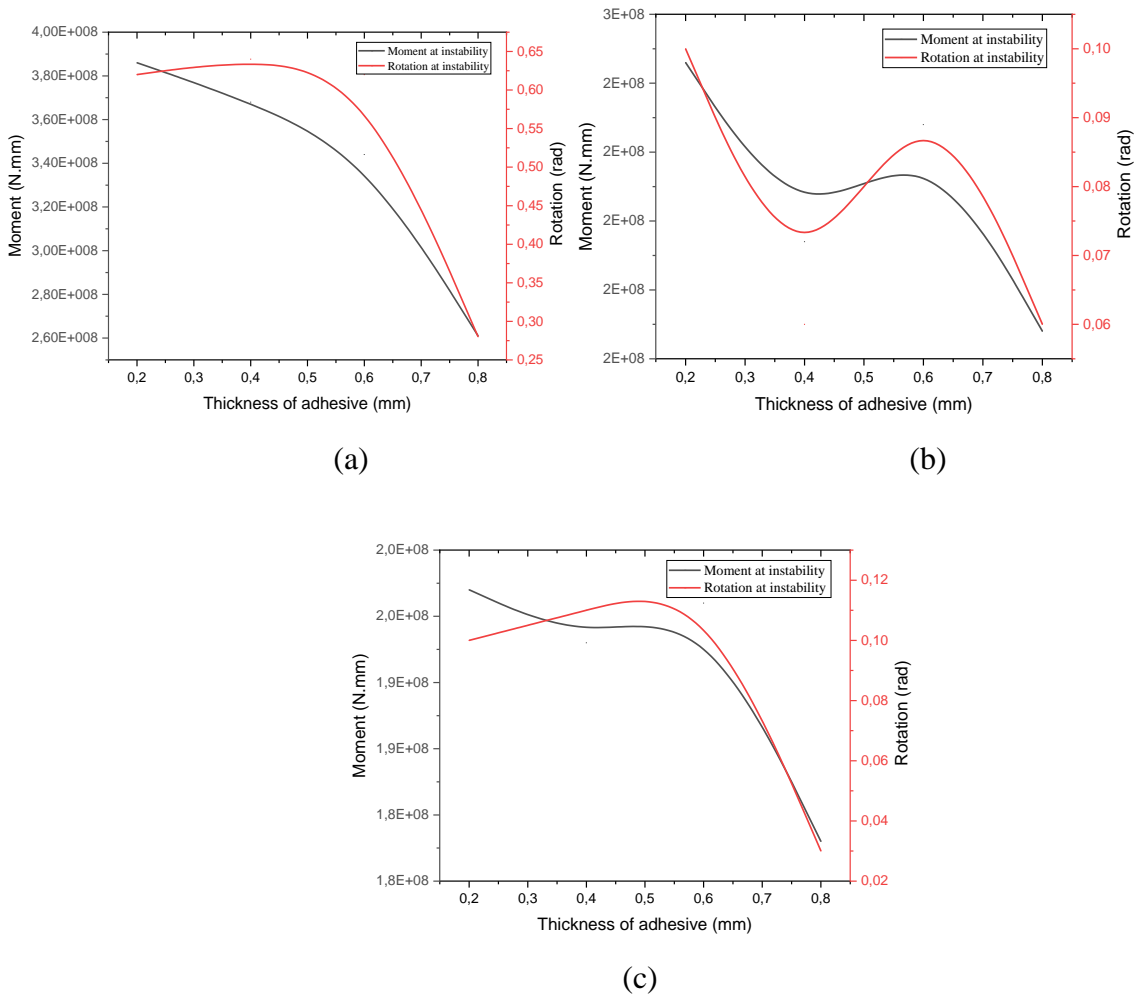 4,00E+008
3,80E+008
3,60E+008
3,40E+008
3,20E+008
3,00E+008
2,80E+008
2,60E+008
Moment (N.mm)
Moment at instability
Rotation at instability
0,65
0,60
0,55
0,50
0,45
0,40
0,35
0,30
0,25
Rotation (rad)
0,2 0,3 0,4 0,5 0,6 0,7 0,8
Thickness of adhesive (mm)
(a)
3E+08
2E+08
2E+08
2E+08
2E+08
2E+08
Moment (N.mm)
Moment at instability
Rotation at instability
0,10
0,09
0,08
0,07
0,06
Rotation (rad)
0,2 0,3 0,4 0,5 0,6 0,7 0,8
Thickness of adhesive (mm)
(b)
2,0E+08
2,0E+08
1,9E+08
1,9E+08
1,8E+08
1,8E+08
Moment (N.mm)
Moment at instability
Rotation at instability
0,12
0,10
0,08
0,06
0,04
0,02
Rotation (rad)
0,2 0,3 0,4 0,5 0,6 0,7 0,8
Thickness of adhesive (mm)
(c)